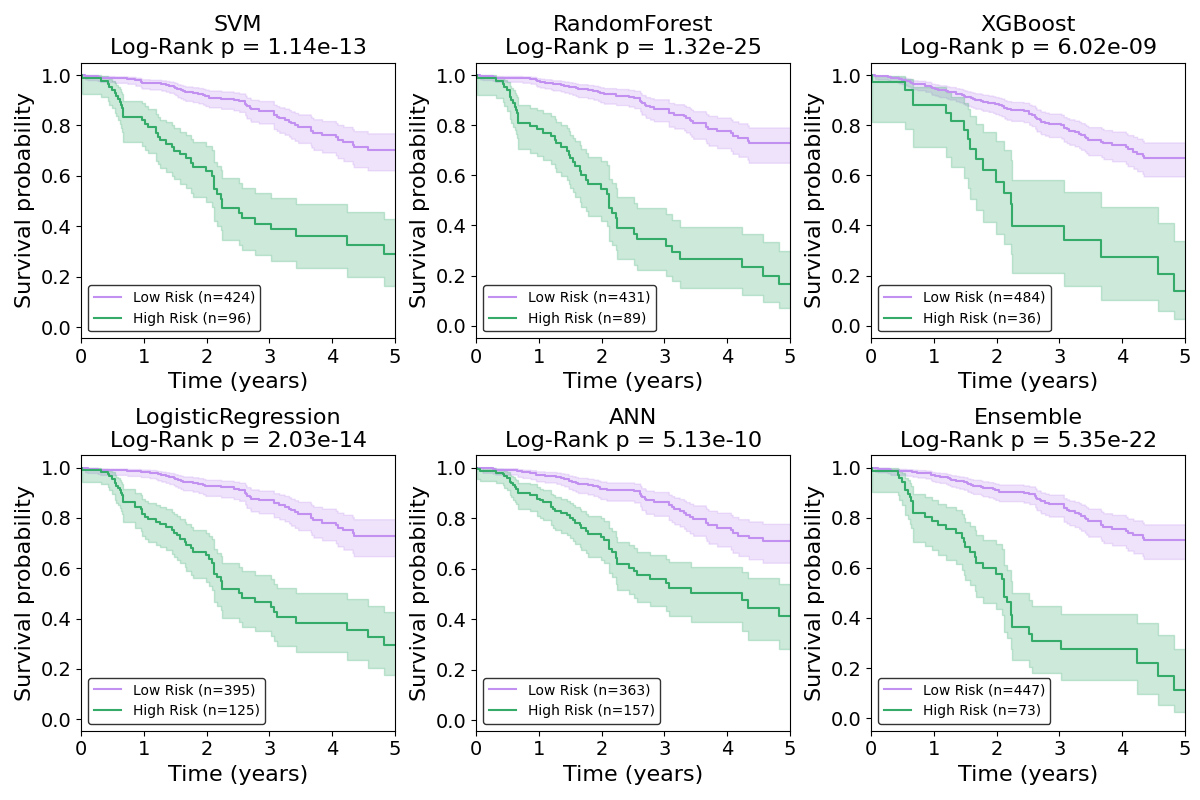 SVM
Log-Rank p = 1.14e-13
Survival probability
1.0
0.8
0.6
0.4
0.2
0.0
Low Risk (n=424)
High Risk (n=96)
0 1 2 3 4 5
Time (years)
RandomForest
Log-Rank p = 1.32e-25
Survival probability
1.0
0.8
0.6
0.4
0.2
0.0
Low Risk (n=431)
High Risk (n=89)
0 1 2 3 4 5
Time (years)
XGBoost
Log-Rank p = 6.02e-09
Survival probability
1.0
0.8
0.6
0.4
0.2
0.0
Low Risk (n=484)
High Risk (n=36)
0 1 2 3 4 5
Time (years)
LogisticRegression
Log-Rank p = 2.03e-14
Survival probability
1.0
0.8
0.6
0.4
0.2
0.0
Low Risk (n=395)
High Risk (n=125)
0 1 2 3 4 5
Time (years)
ANN
Log-Rank p = 5.13e-10
Survival probability
1.0
0.8
0.6
0.4
0.2
0.0
Low Risk (n=363)
High Risk (n=157)
0 1 2 3 4 5
Time (years)
Ensemble
Log-Rank p = 5.35e-22
Survival probability
1.0
0.8
0.6
0.4
0.2
0.0
Low Risk (n=447)
High Risk (n=73)
0 1 2 3 4 5
Time (years)